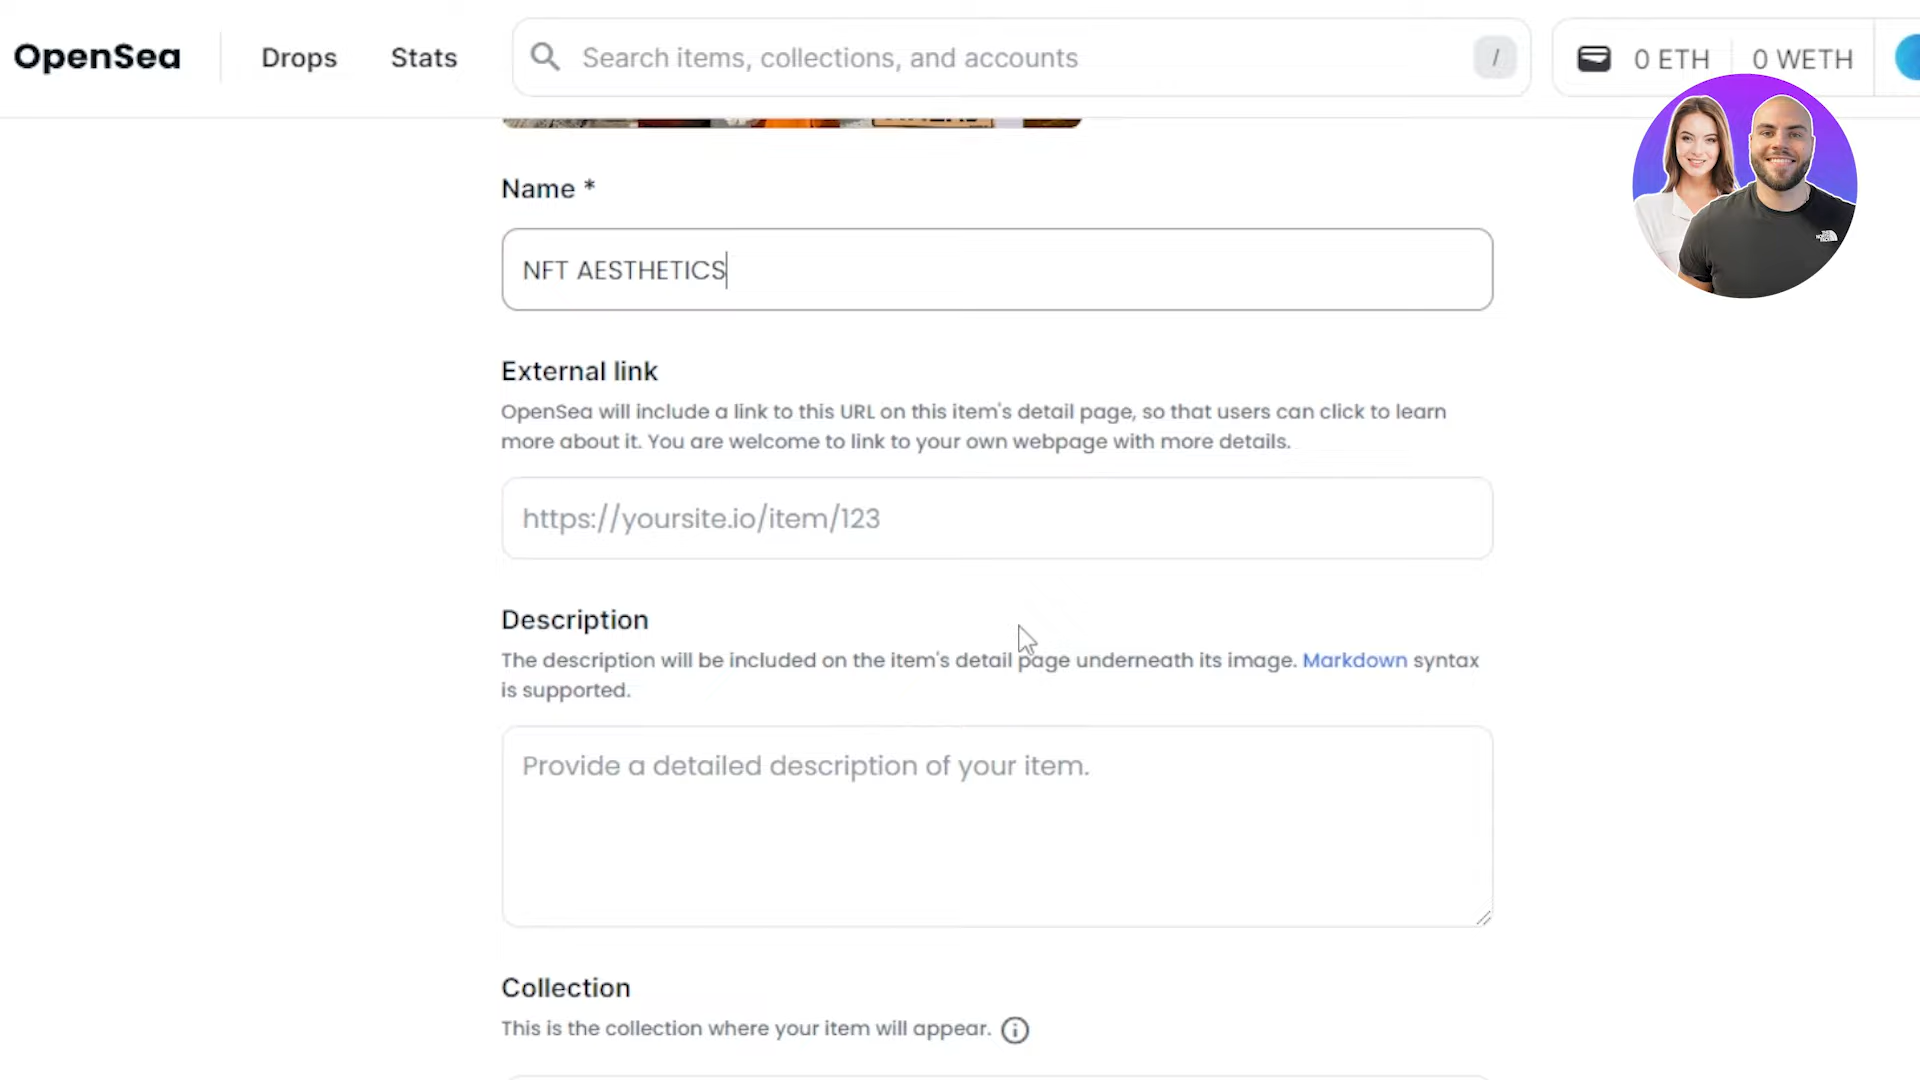 OpenSea
Drops
Stats
Search items, collections, and accounts
/
0 ETH
0 WETH
Name *
NFT AESTHETICS
External link
OpenSea will include a link to this URL on this item's detail page, so that users can click to learn
more about it. You are welcome to link to your own webpage with more details.
https://yoursite.io/item/123
Description
The description will be included on the item's detail page underneath its image. Markdown syntax
is supported.
Provide a detailed description of your item.
Collection
This is the collection where your item will appear.